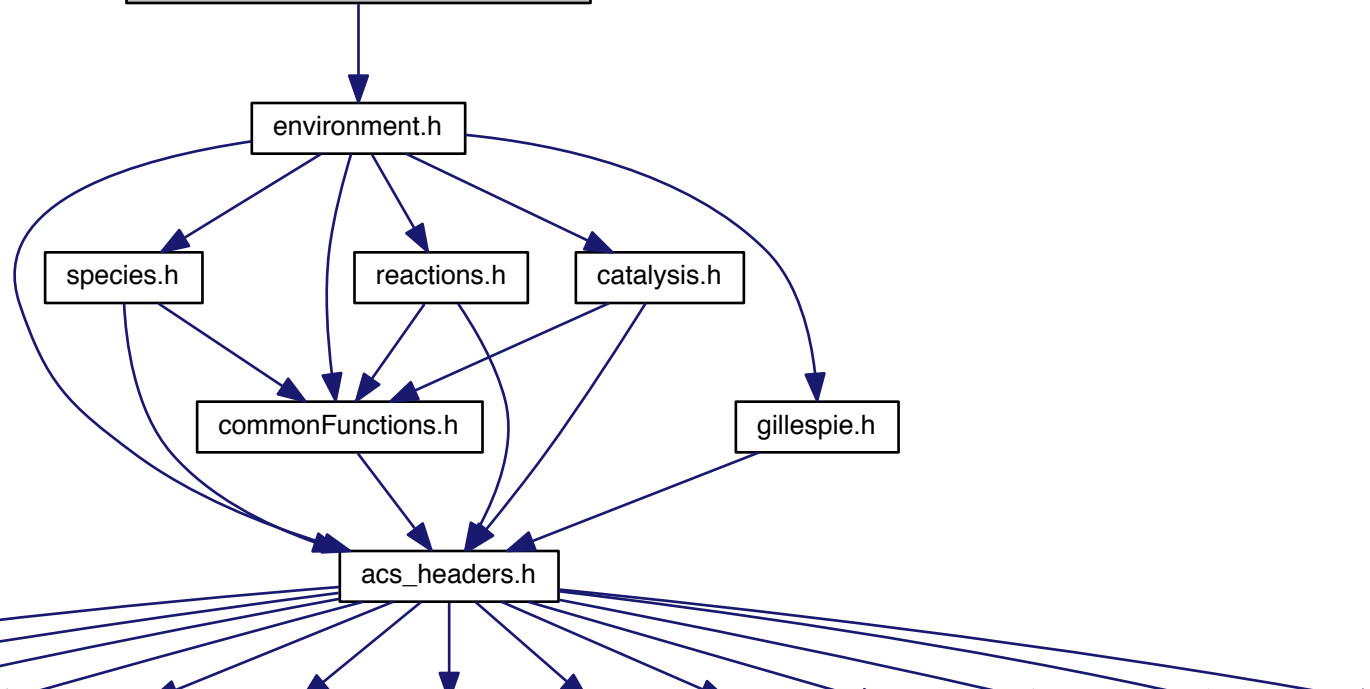 environment.h
species.h
reactions.h
catalysis.h
commonFunctions.h
gillespie.h
acs_headers.h